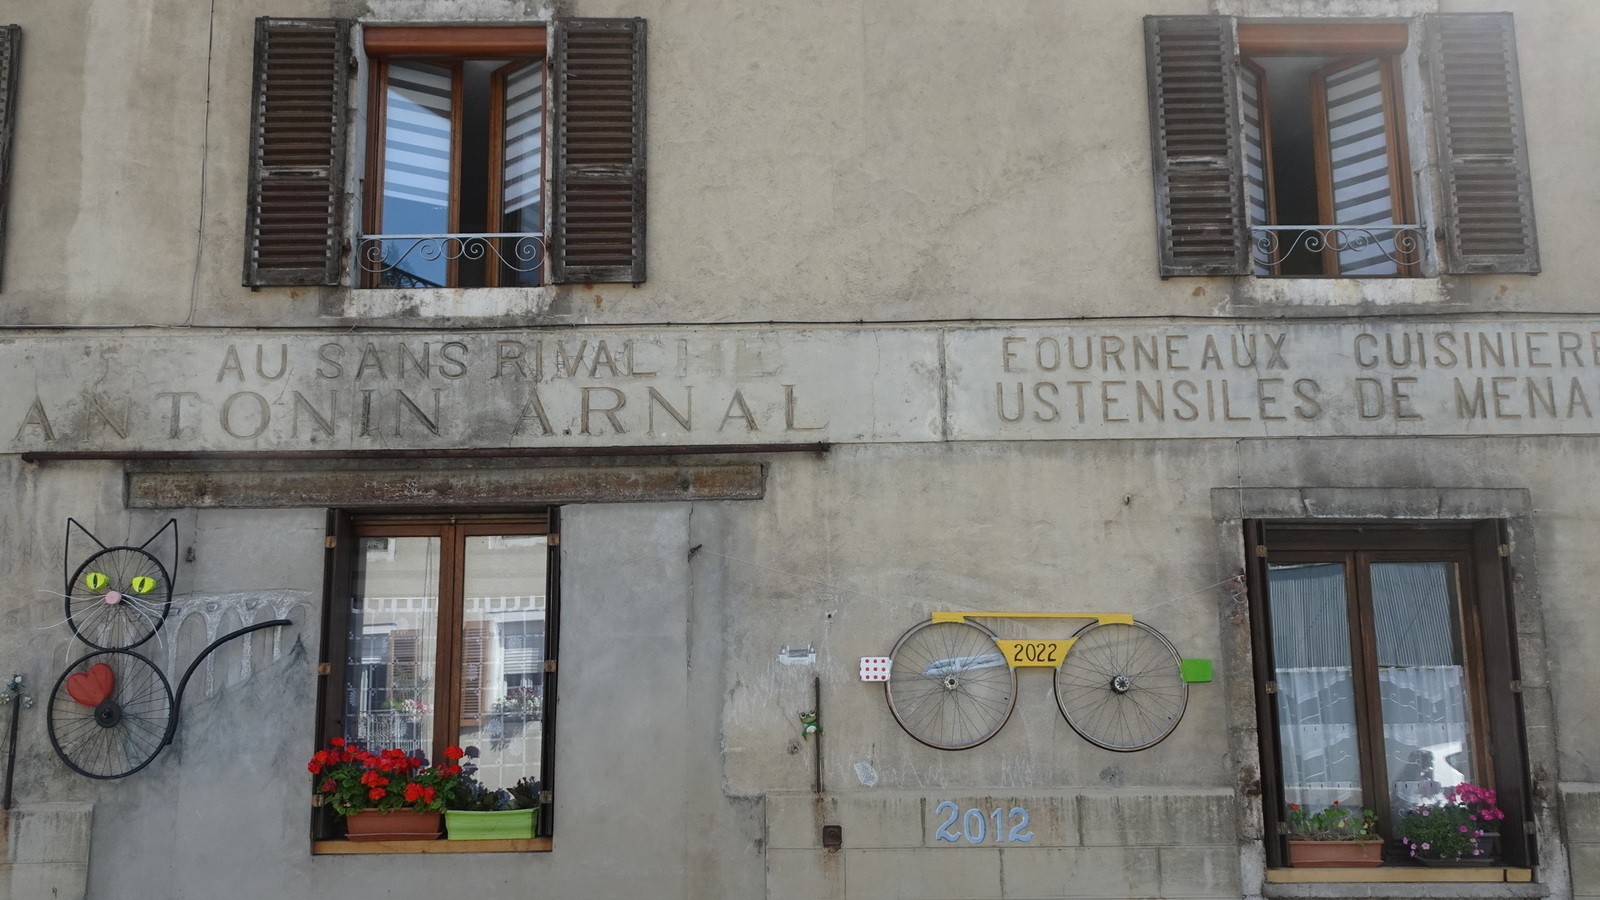 AU SANS RIVAL
ANTONIN ARNAL
FOURNEAUX CUISINIERE
USTENSILES DE MENA
2022
2012